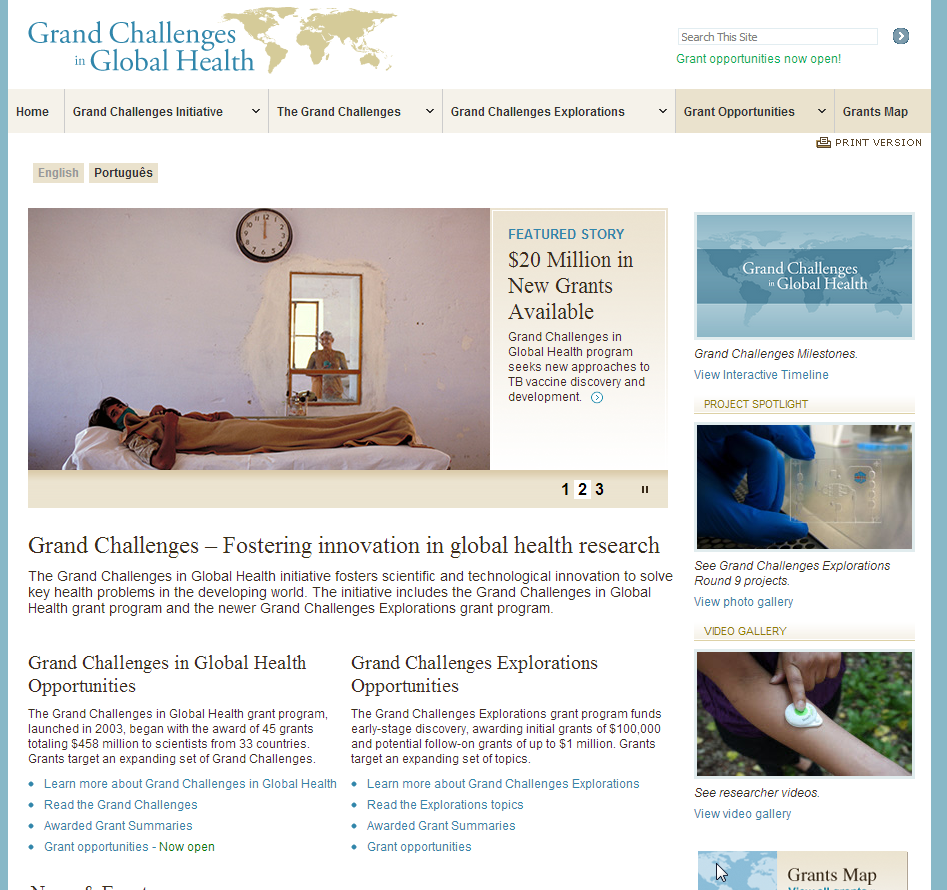 Grand Challenges
in Global Health
Search This Site
Grant opportunities now open!
Home
Grand Challenges Initiative
The Grand Challenges
Grand Challenges Explorations
Grant Opportunities
Grants Map
PRINT VERSION
English
Português
FEATURED STORY
$20 Million in
New Grants
Available
Grand Challenges in
Global Health program
seeks new approaches to
TB vaccine discovery and
development.
1 2 3
Grand Challenges – Fostering innovation in global health research
The Grand Challenges in Global Health initiative fosters scientific and technological innovation to solve
key health problems in the developing world. The initiative includes the Grand Challenges in Global
Health grant program and the newer Grand Challenges Explorations grant program.
Grand Challenges in Global Health
Opportunities
The Grand Challenges in Global Health grant program,
launched in 2003, began with the award of 45 grants
totaling $458 million to scientists from 33 countries.
Grants target an expanding set of Grand Challenges.
Learn more about Grand Challenges in Global Health
Read the Grand Challenges
Awarded Grant Summaries
Grant opportunities - Now open
Grand Challenges Explorations
Opportunities
The Grand Challenges Explorations grant program funds
early-stage discovery, awarding initial grants of $100,000
and potential follow-on grants of up to $1 million. Grants
target an expanding set of topics.
Learn more about Grand Challenges Explorations
Read the Explorations topics
Awarded Grant Summaries
Grant opportunities
Grand Challenges
in Global Health
Grand Challenges Milestones.
View Interactive Timeline
PROJECT SPOTLIGHT
See Grand Challenges Explorations
Round 9 projects.
View photo gallery
VIDEO GALLERY
See researcher videos.
View video gallery
Grants Map